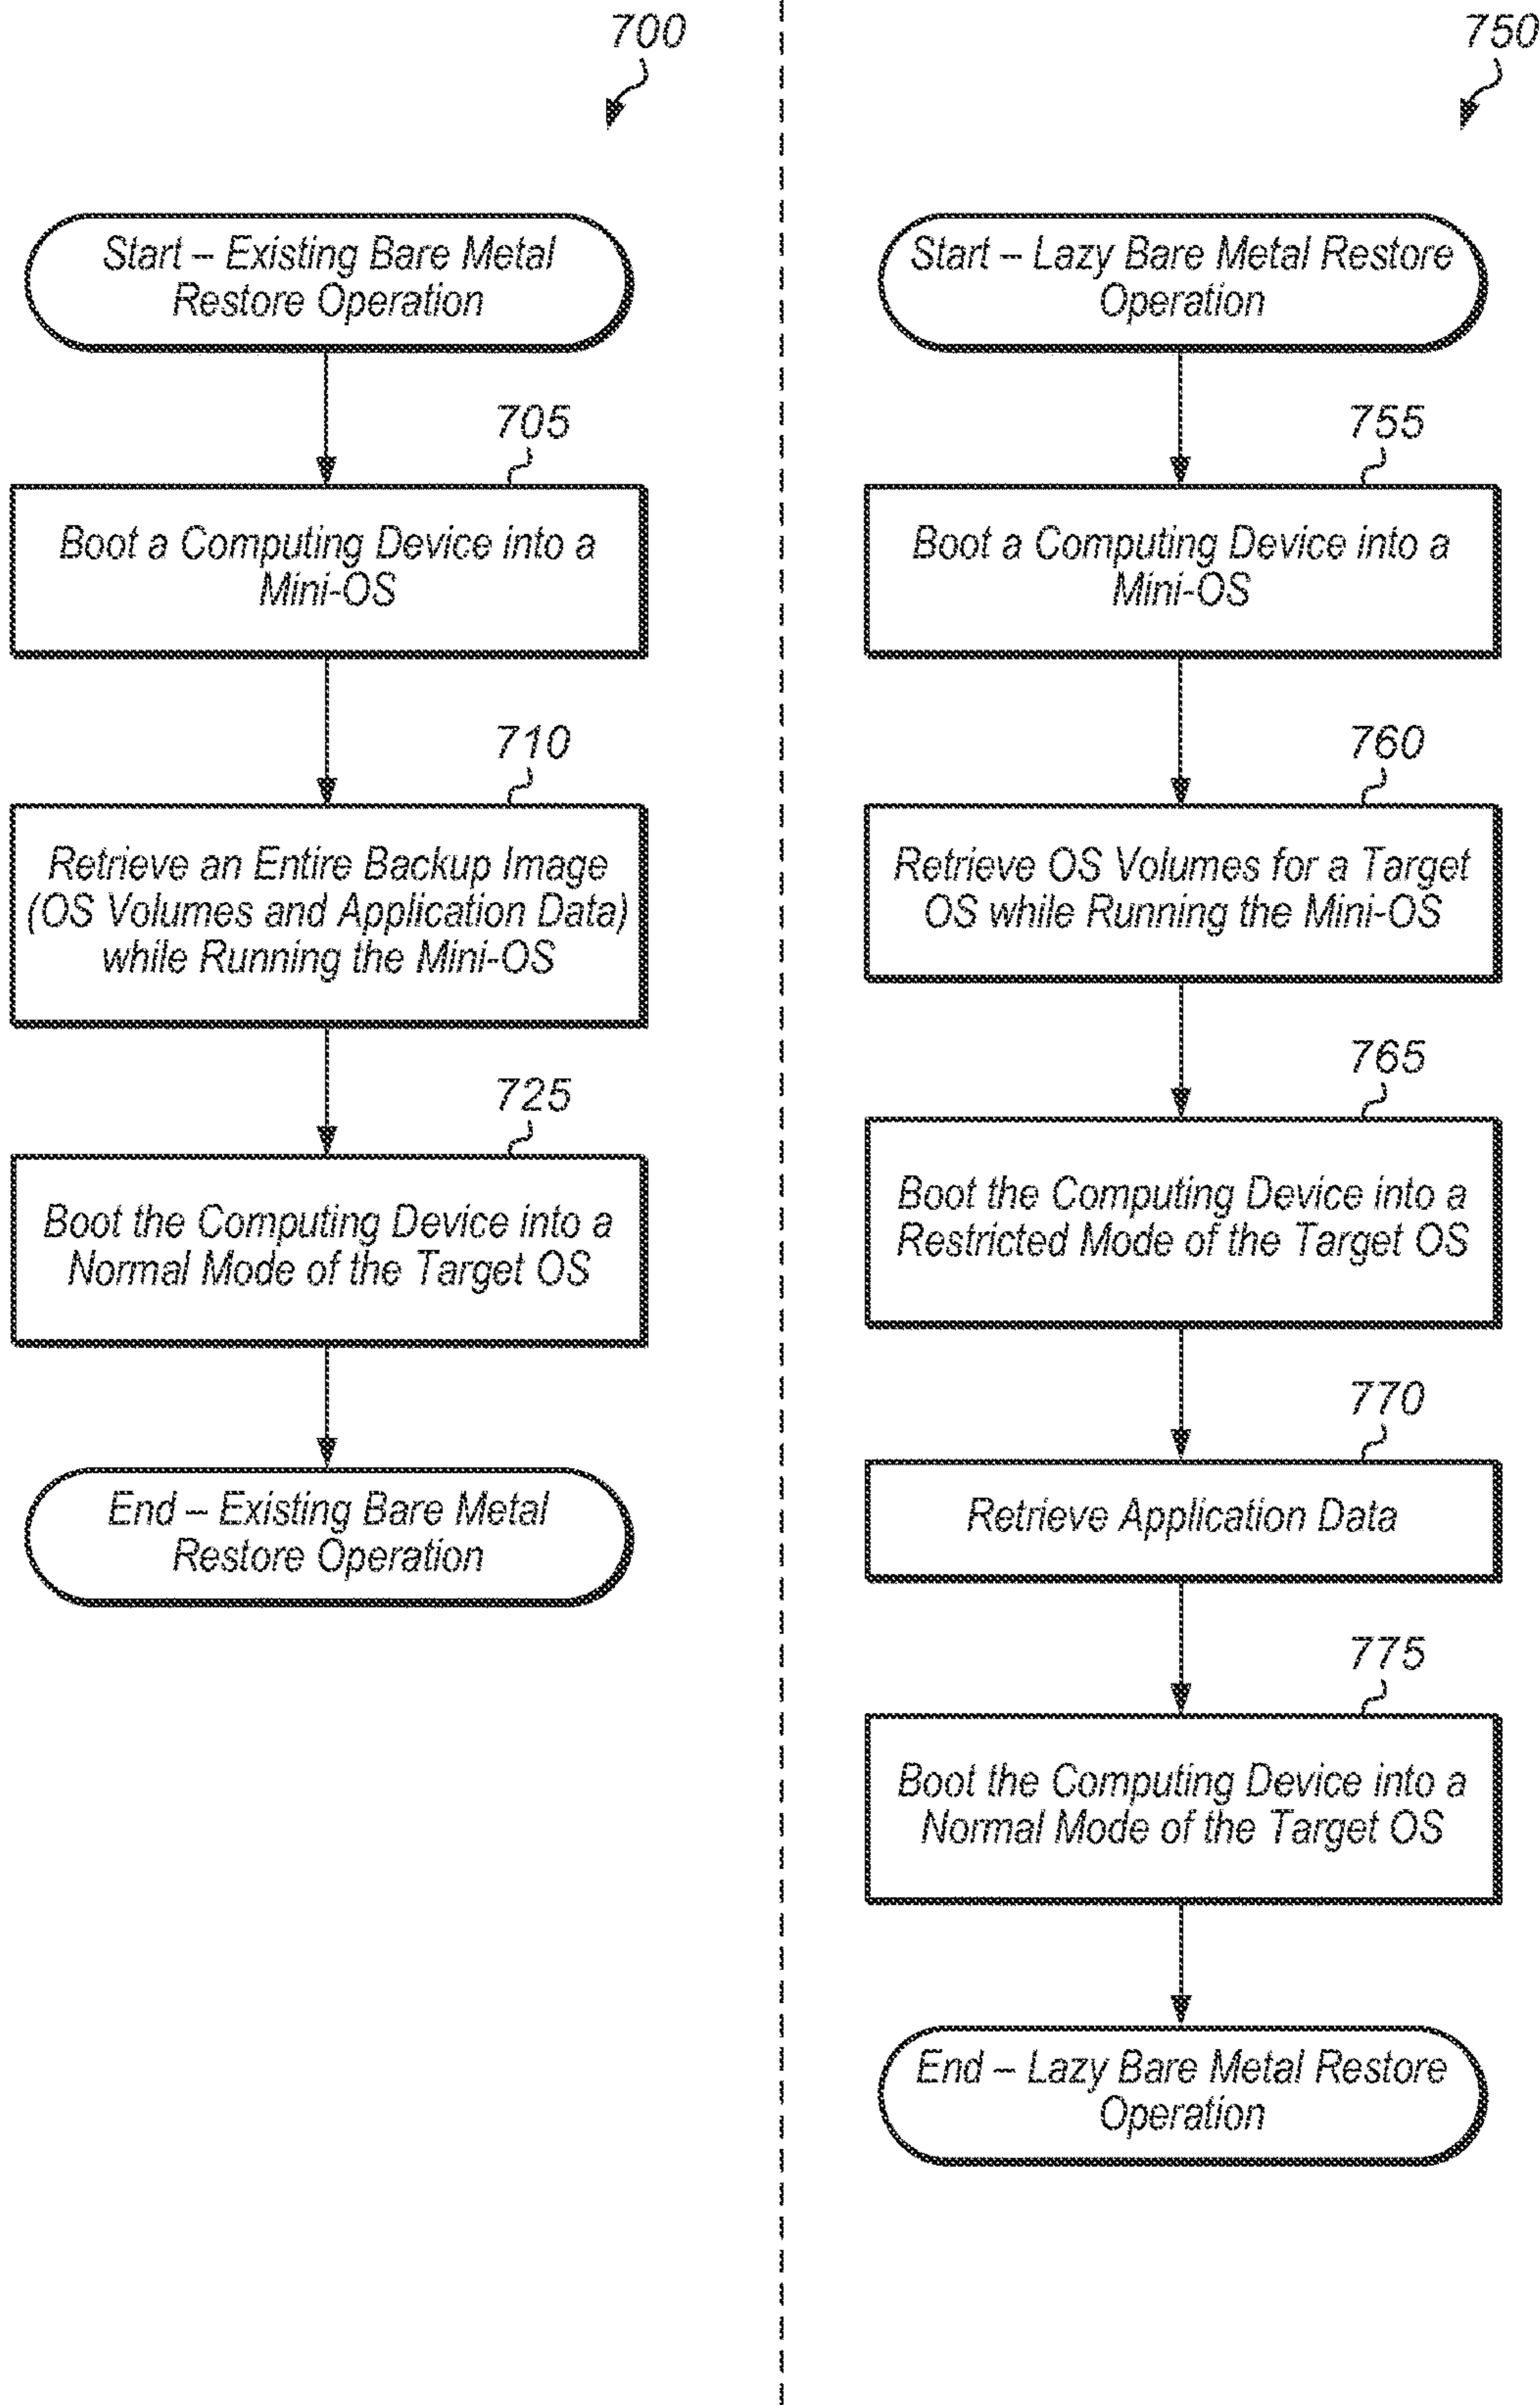 700
Start – Existing Bare Metal
Restore Operation
705
Boot a Computing Device into a
Mini-OS
710
Retrieve an Entire Backup Image
(OS Volumes and Application Data)
while Running the Mini-OS
725
Boot the Computing Device into a
Normal Mode of the Target OS
End – Existing Bare Metal
Restore Operation
750
Start – Lazy Bare Metal Restore
Operation
755
Boot a Computing Device into a
Mini-OS
760
Retrieve OS Volumes for a Target
OS while Running the Mini-OS
765
Boot the Computing Device into a
Restricted Mode of the Target OS
770
Retrieve Application Data
775
Boot the Computing Device into a
Normal Mode of the Target OS
End – Lazy Bare Metal Restore
Operation